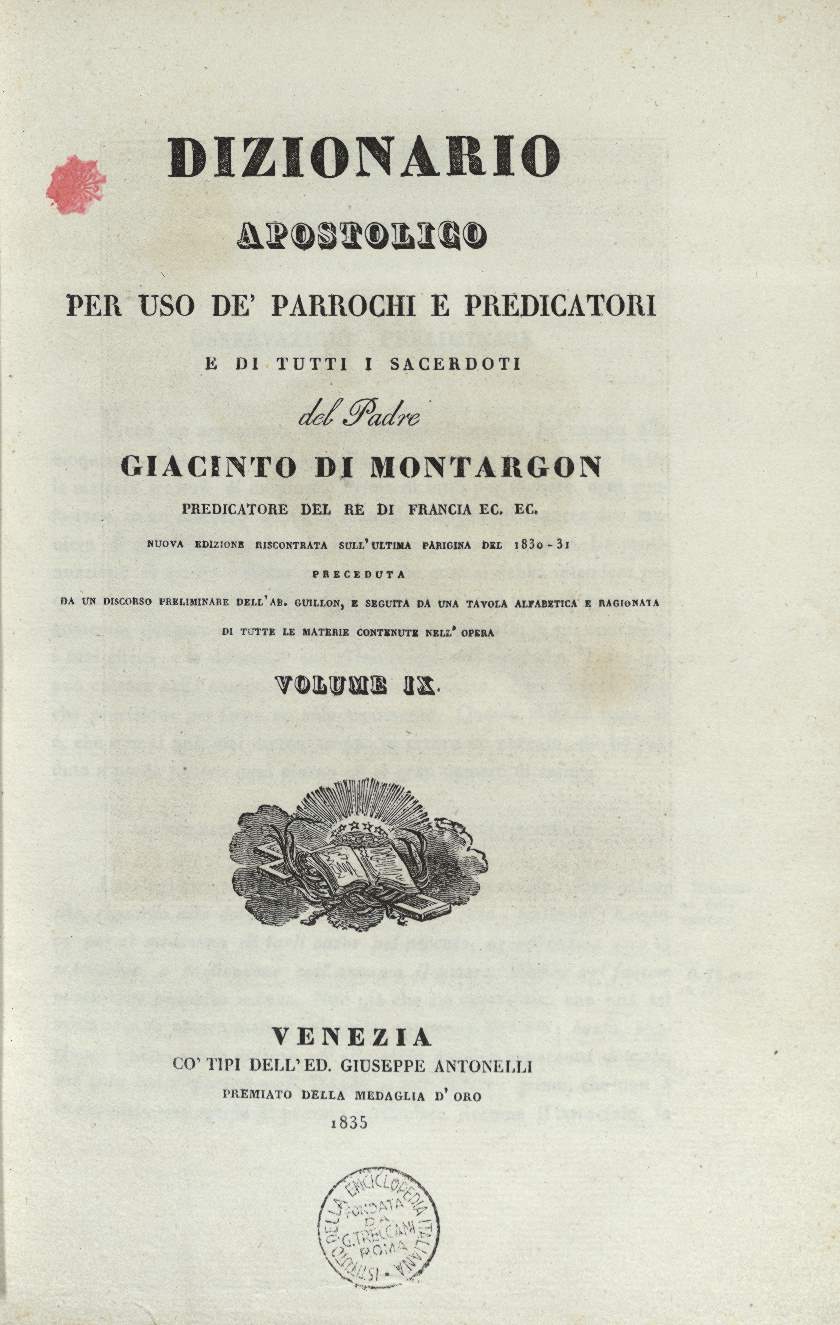 DIZIONARIO
APOSTOLICO
PER USO DE' PARROCHI E PREDICATORI
E DI TUTTI I SACERDOTI
del Padre
GIACINTO DI MONTARGON
PREDICATORE DEL RE DI FRANCIA EC. EC.
NUOVA EDIZIONE RISCONTRATA SULL'ULTIMA PARIGINA DEL 1830-31
PRECEDUTA
DA UN DISCORSO PRELIMINARE DELL'AB. GUILLON, E SEGUITA DA UNA TAVOLA ALFABETICA E RAGIONATA
DI TUTTE LE MATERIE CONTENUTE NELL'OPERA
VOLUME IX.
VENEZIA
CO' TIPI DELL'ED. GIUSEPPE ANTONELLI
PREMIATO DELLA MEDAGLIA D'ORO
1835
ISTITUTO DELLA ENCICLOPEDIA ITALIANA
FONDATA
DA
G. TRECCANI
ROMA